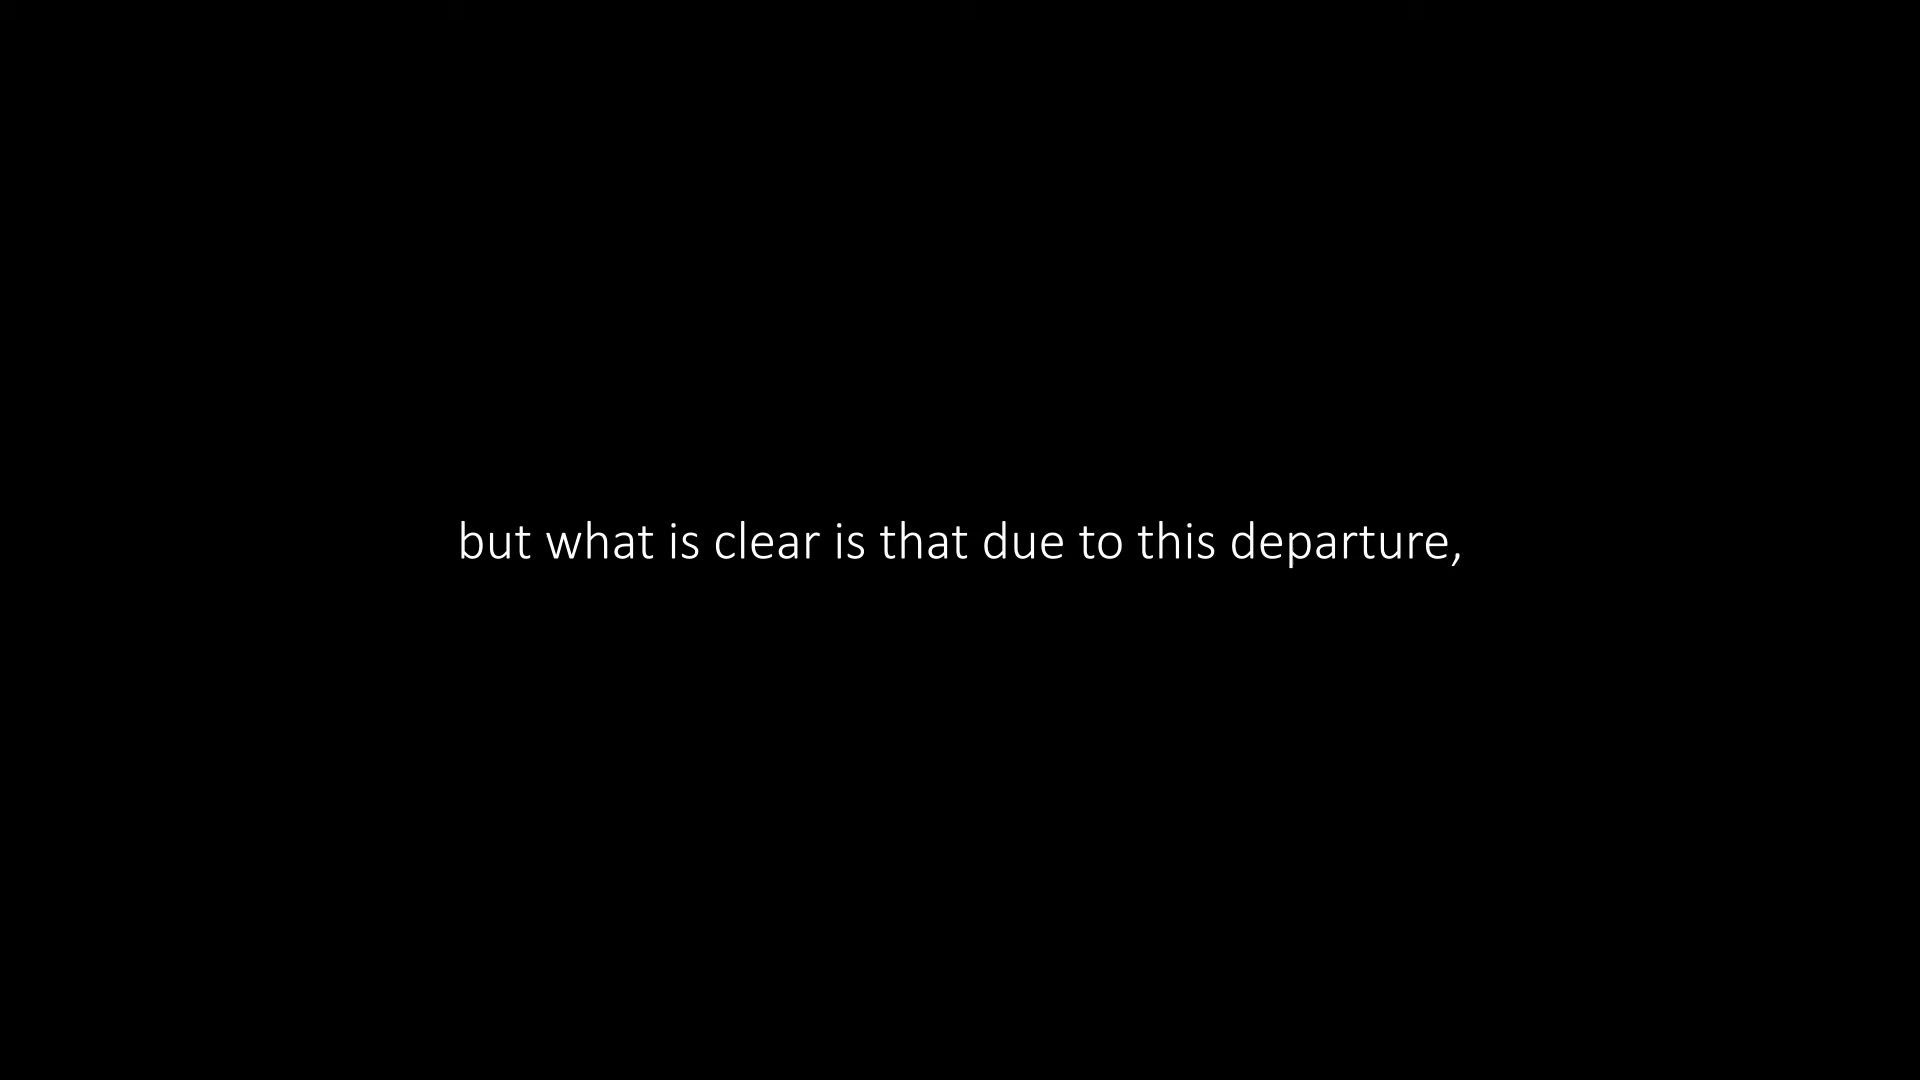 but what is clear is that due to this departure,